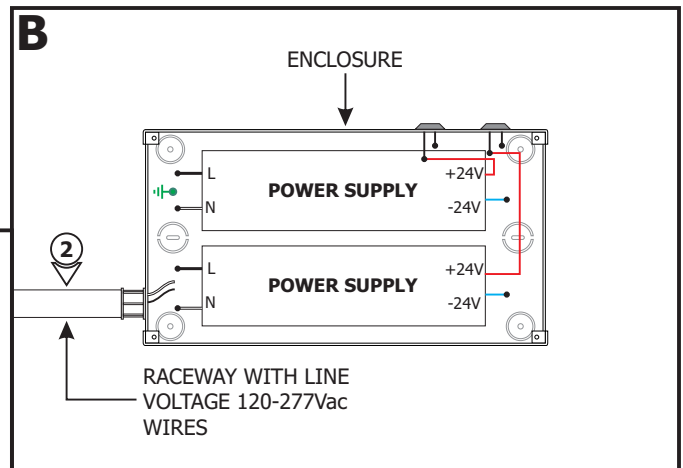 B
ENCLOSURE
L
POWER SUPPLY
+24V
N
-24V
2
L
POWER SUPPLY
+24V
N
-24V
RACEWAY WITH LINE
VOLTAGE 120-277Vac
WIRES